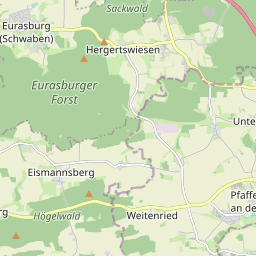 Sackwald
Eurasburg
(Schwaben)
Hergertswiesen
Eurasburger
Forst
Unte
Eismannsberg
Pfaffe
an de
rg
Högelwald
Weitenried